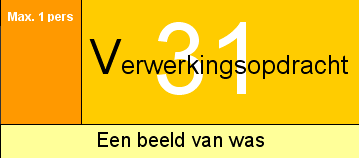 Max. 1 pers
31
Verwerkingsopdracht
Een beeld van was